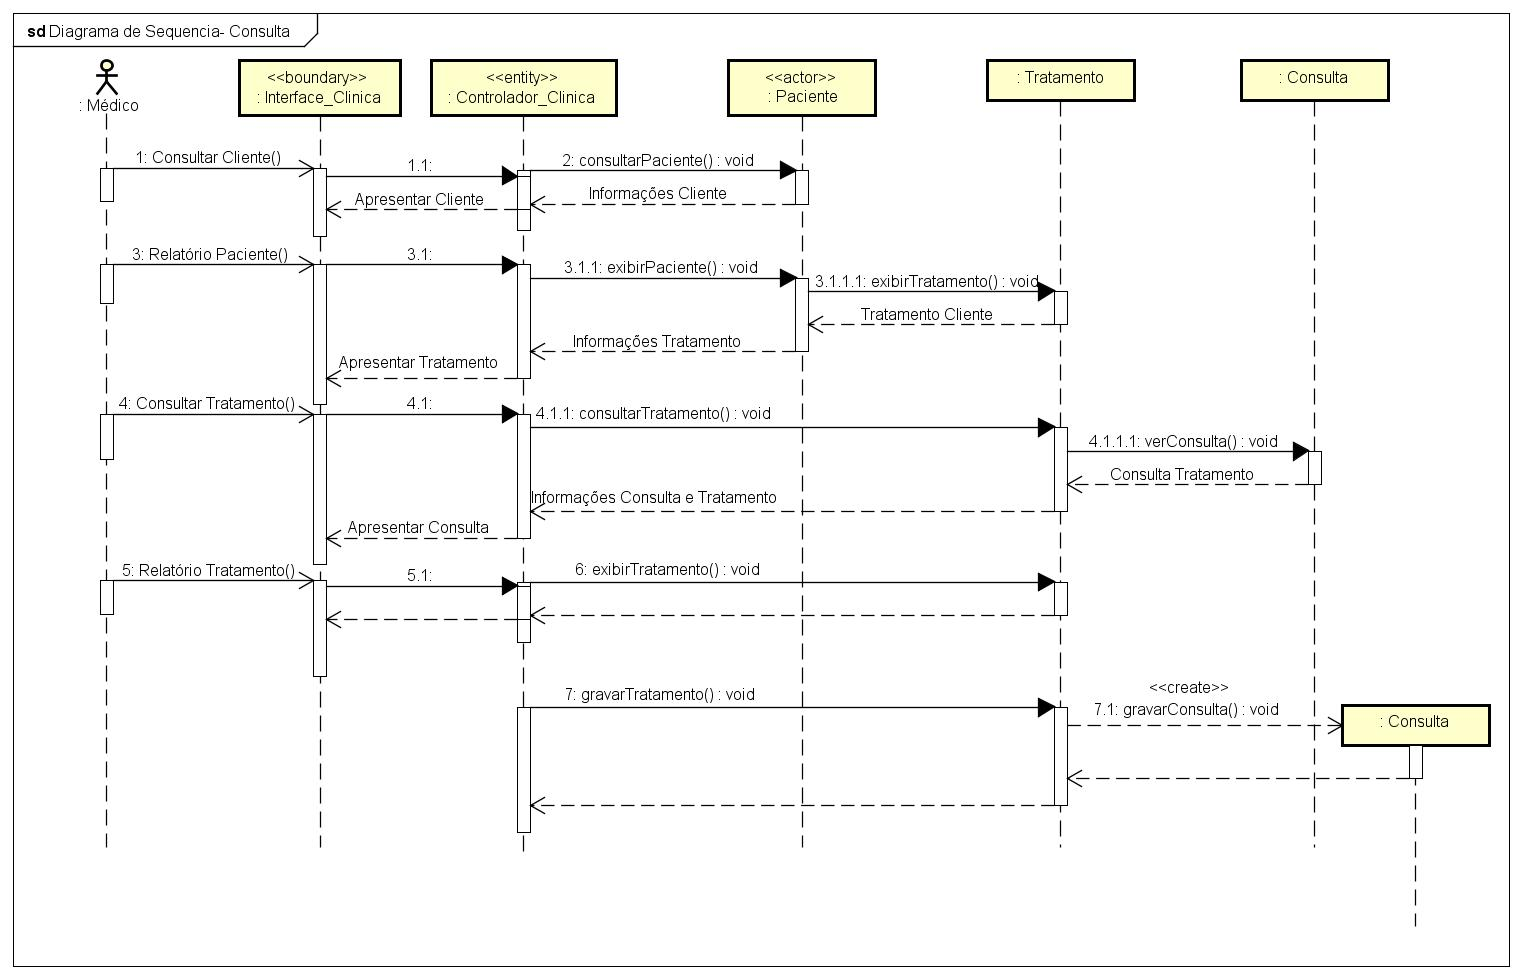 sd Diagrama de Sequencia- Consulta
: Médico
<<boundary>>
: Interface_Clinica
<<entity>>
: Controlador_Clinica
<<actor>>
: Paciente
: Tratamento
: Consulta
1: Consultar Cliente()
1.1:
2: consultarPaciente() : void
Apresentar Cliente
Informações Cliente
3: Relatório Paciente()
3.1:
3.1.1: exibirPaciente() : void
3.1.1.1: exibirTratamento() : void
Tratamento Cliente
Informações Tratamento
Apresentar Tratamento
4: Consultar Tratamento()
4.1:
4.1.1: consultarTratamento() : void
4.1.1.1: verConsulta() : void
Consulta Tratamento
Informações Consulta e Tratamento
Apresentar Consulta
5: Relatório Tratamento()
5.1:
6: exibirTratamento() : void
7: gravarTratamento() : void
<<create>>
7.1: gravarConsulta() : void
: Consulta